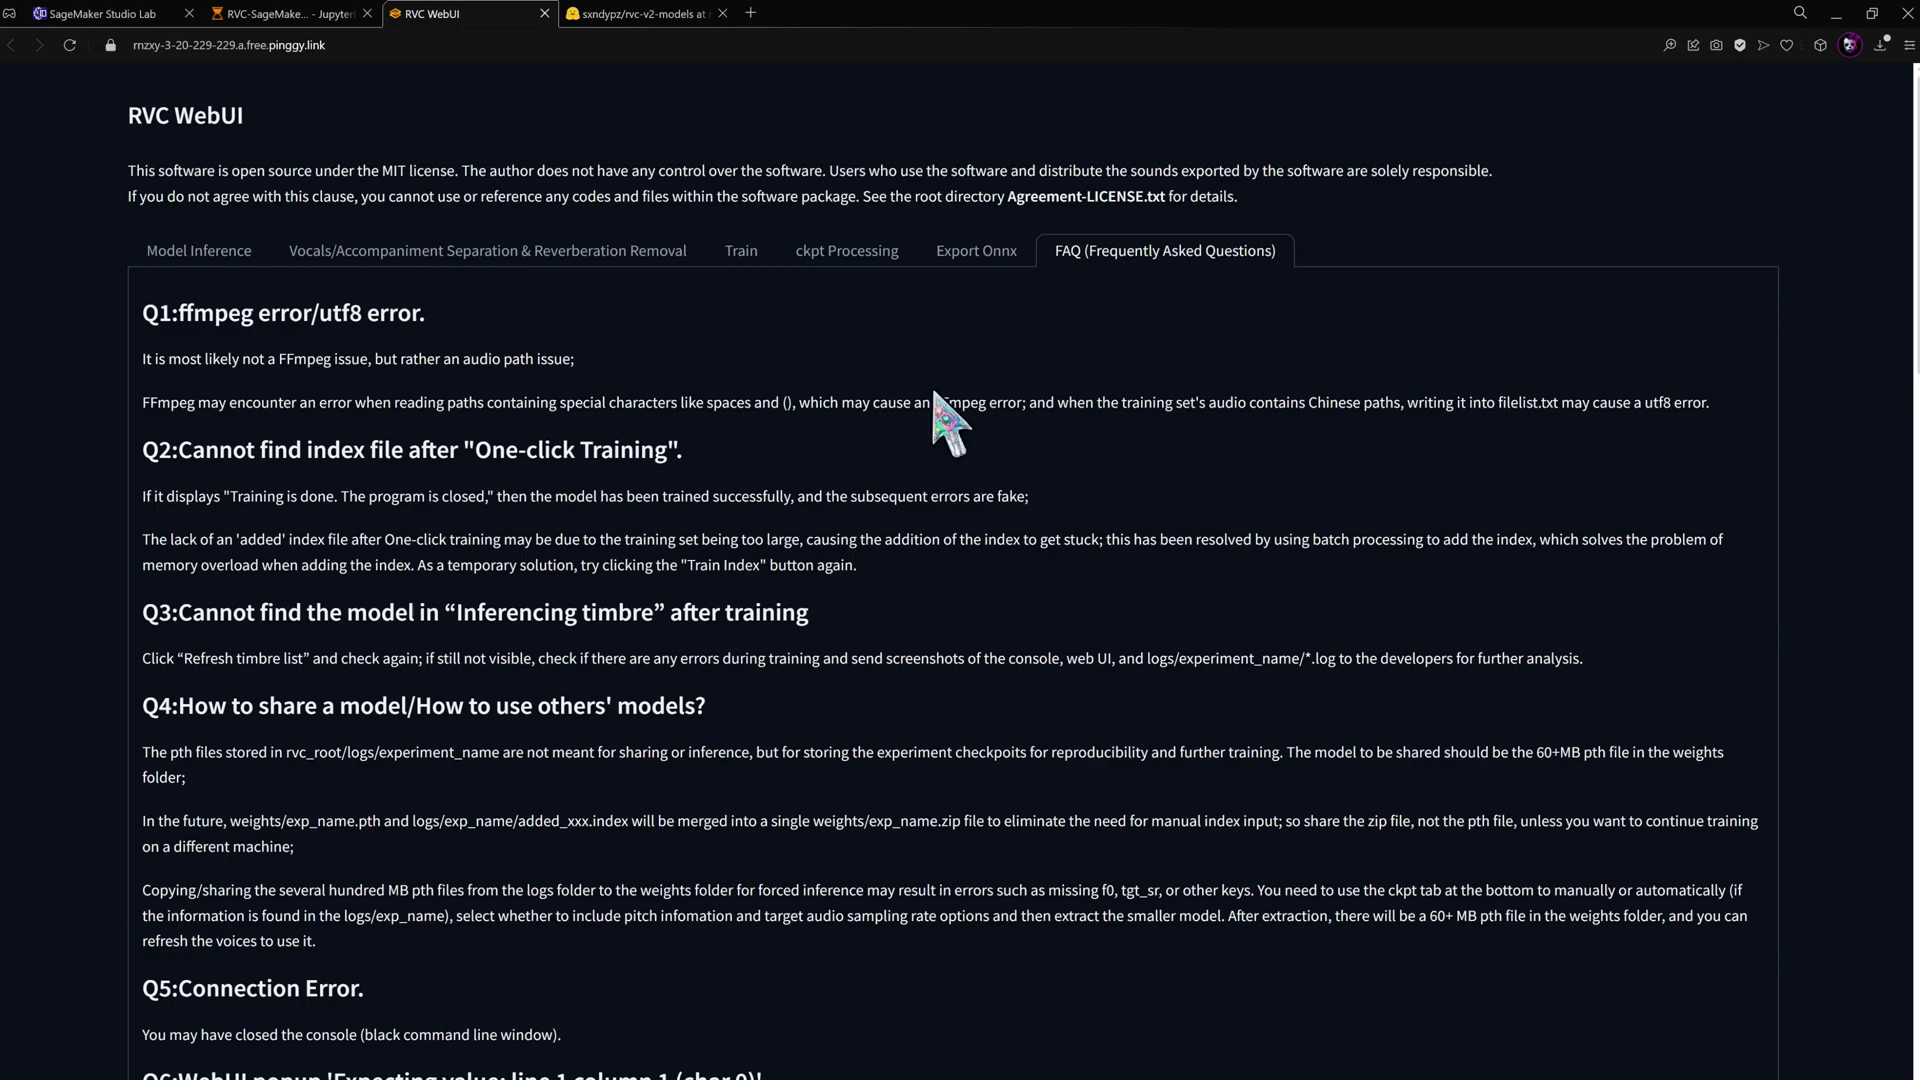 SageMaker Studio Lab
RVC-SageMake... - Jupyter
RVC WebUI
sxndypz/rvc-v2-models at
rnzxy-3-20-229-229.a.free.pinggy.link
RVC WebUI
This software is open source under the MIT license. The author does not have any control over the software. Users who use the software and distribute the sounds exported by the software are solely responsible.
If you do not agree with this clause, you cannot use or reference any codes and files within the software package. See the root directory Agreement-LICENSE.txt for details.
Model Inference
Vocals/Accompaniment Separation & Reverberation Removal
Train
ckpt Processing
Export Onnx
FAQ (Frequently Asked Questions)
Q1:ffmpeg error/utf8 error.
It is most likely not a FFmpeg issue, but rather an audio path issue;
FFmpeg may encounter an error when reading paths containing special characters like spaces and (), which may cause an mpeg error; and when the training set's audio contains Chinese paths, writing it into filelist.txt may cause a utf8 error.
Q2:Cannot find index file after "One-click Training".
If it displays "Training is done. The program is closed," then the model has been trained successfully, and the subsequent errors are fake;
The lack of an 'added' index file after One-click training may be due to the training set being too large, causing the addition of the index to get stuck; this has been resolved by using batch processing to add the index, which solves the problem of
memory overload when adding the index. As a temporary solution, try clicking the "Train Index" button again.
Q3:Cannot find the model in “Inferencing timbre” after training
Click “Refresh timbre list” and check again; if still not visible, check if there are any errors during training and send screenshots of the console, web UI, and logs/experiment_name/*.log to the developers for further analysis.
Q4:How to share a model/How to use others' models?
The pth files stored in rvc_root/logs/experiment_name are not meant for sharing or inference, but for storing the experiment checkpoits for reproducibility and further training. The model to be shared should be the 60+MB pth file in the weights
folder;
In the future, weights/exp_name.pth and logs/exp_name/added_xxx.index will be merged into a single weights/exp_name.zip file to eliminate the need for manual index input; so share the zip file, not the pth file, unless you want to continue training
on a different machine;
Copying/sharing the several hundred MB pth files from the logs folder to the weights folder for forced inference may result in errors such as missing f0, tgt_sr, or other keys. You need to use the ckpt tab at the bottom to manually or automatically (if
the information is found in the logs/exp_name), select whether to include pitch infomation and target audio sampling rate options and then extract the smaller model. After extraction, there will be a 60+ MB pth file in the weights folder, and you can
refresh the voices to use it.
Q5:Connection Error.
You may have closed the console (black command line window).
Q6:WebUI popup 'Expecting value: line 1 column 1 (char 0)'